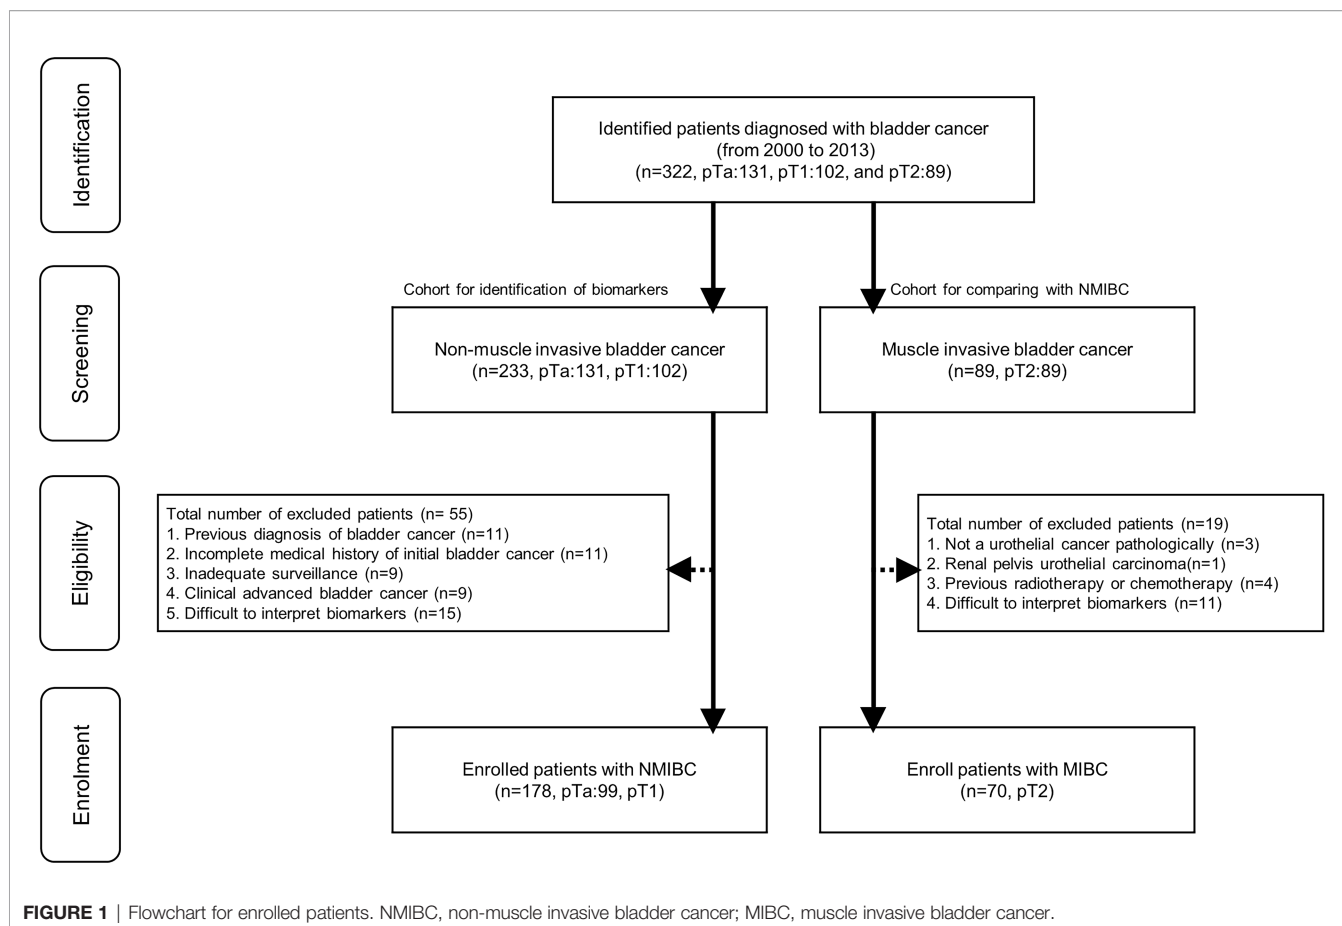 Identification
Identified patients diagnosed with bladder cancer
(from 2000 to 2013)
(n=322, pTa:131, pT1:102, and pT2:89)
Screening
Cohort for identification of biomarkers
Cohort for comparing with NMIBC
Non-muscle invasive bladder cancer
(n=233, pTa:131, pT1:102)
Muscle invasive bladder cancer
(n=89, pT2:89)
Eligibility
Total number of excluded patients (n= 55)
1. Previous diagnosis of bladder cancer (n=11)
2. Incomplete medical history of initial bladder cancer (n=11)
3. Inadequate surveillance (n=9)
4. Clinical advanced bladder cancer (n=9)
5. Difficult to interpret biomarkers (n=15)
Total number of excluded patients (n=19)
1. Not a urothelial cancer pathologically (n=3)
2. Renal pelvis urothelial carcinoma(n=1)
3. Previous radiotherapy or chemotherapy (n=4)
4. Difficult to interpret biomarkers (n=11)
Enrolment
Enrolled patients with NMIBC
(n=178, pTa:99, pT1)
Enroll patients with MIBC
(n=70, pT2)
FIGURE 1 | Flowchart for enrolled patients. NMIBC, non-muscle invasive bladder cancer; MIBC, muscle invasive bladder cancer.